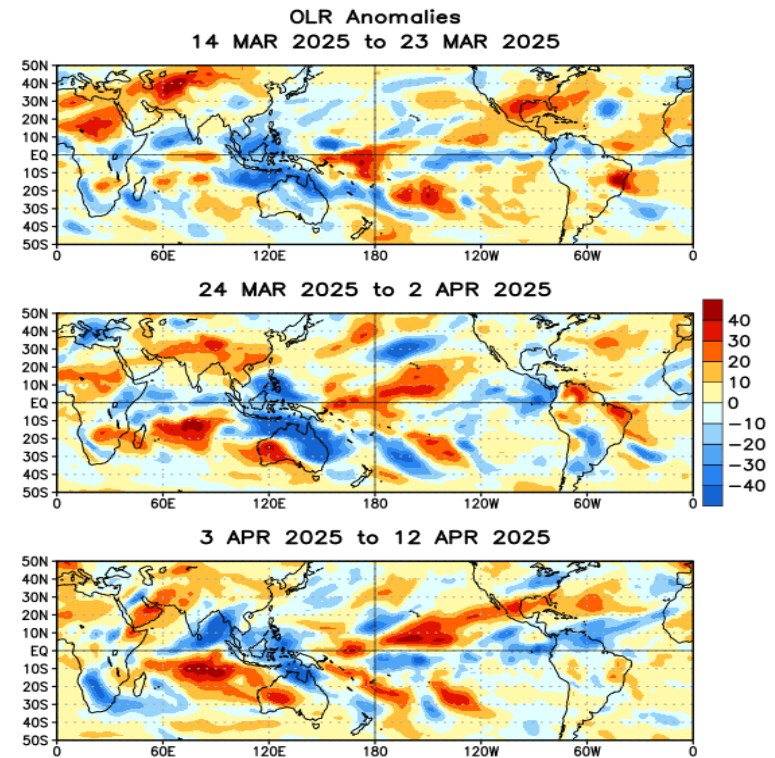 OLR Anomalies
14 MAR 2025 to 23 MAR 2025
50N
40N
30N
20N
10N
EQ
10S
20S
30S
40S
50S
0 60E 120E 180 120W 60W 0
24 MAR 2025 to 2 APR 2025
50N
40N
30N
20N
10N
EQ
10S
20S
30S
40S
50S
0 60E 120E 180 120W 60W 0
40
30
20
10
0
−10
−20
−30
−40
3 APR 2025 to 12 APR 2025
50N
40N
30N
20N
10N
EQ
10S
20S
30S
40S
50S
0 60E 120E 180 120W 60W 0